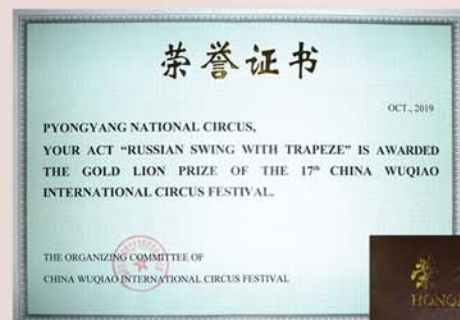 荣誉证书
OCT., 2019
PYONGYANG NATIONAL CIRCUS,
YOUR ACT “RUSSIAN SWING WITH TRAPEZE” IS AWARDED
THE GOLD LION PRIZE OF THE 17th CHINA WUQIAO
INTERNATIONAL CIRCUS FESTIVAL.
THE ORGANIZING COMMITTEE OF
CHINA WUQIAO INTERNATIONAL CIRCUS FESTIVAL